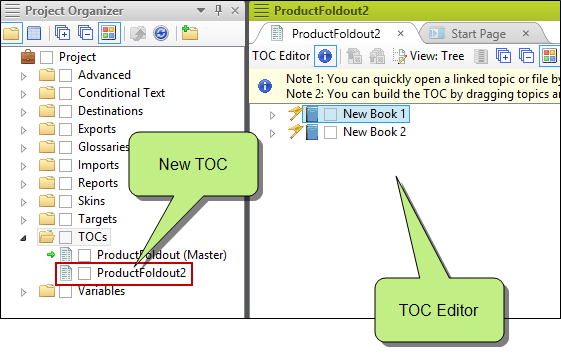 Project Organizer
Project
Advanced
Conditional Text
Destinations
Exports
Glossaries
Imports
Reports
Skins
Targets
TOCs
ProductFoldout (Master)
ProductFoldout2
Variables
New TOC
ProductFoldout2
ProductFoldout2
Start Page
TOC Editor
View: Tree
Note 1: You can quickly open a linked topic or file by
Note 2: You can build the TOC by dragging topics
New Book 1
New Book 2
TOC Editor